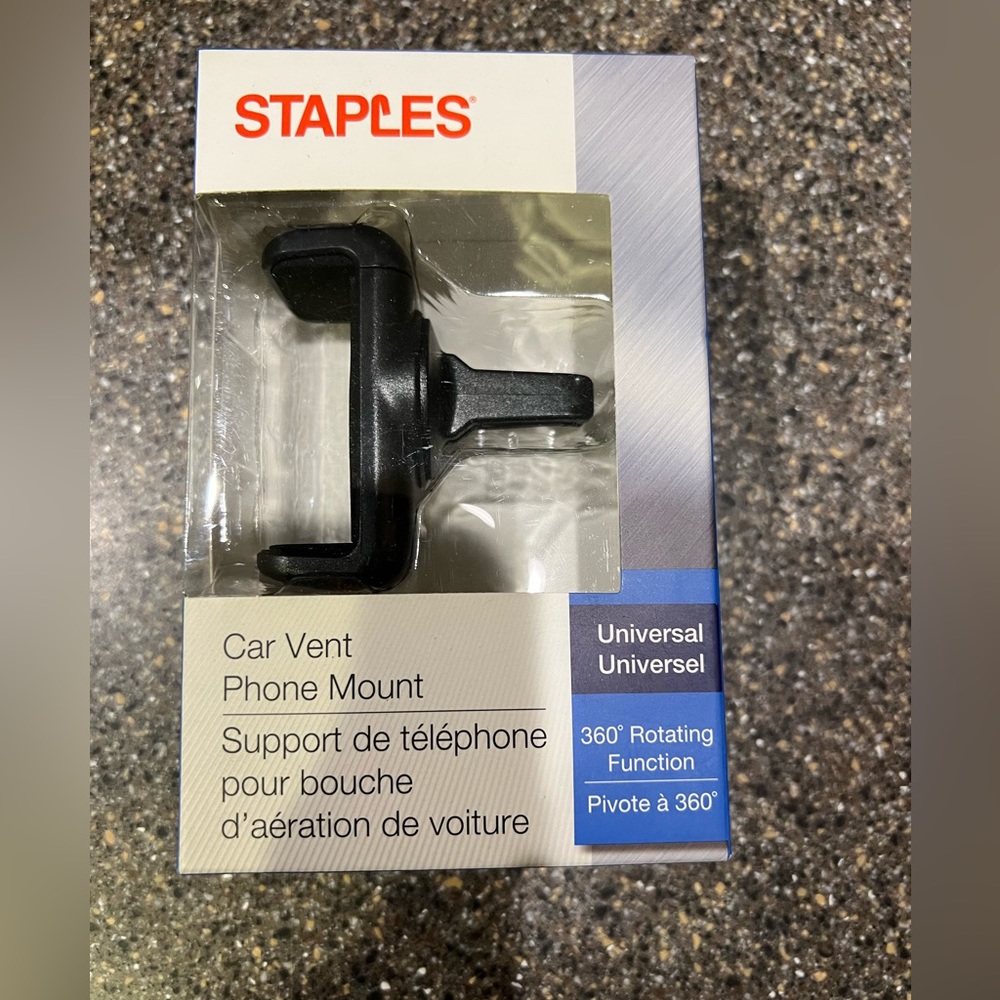 STAPLES®
Car Vent
Phone Mount
Support de téléphone
pour bouche
d'aération de voiture
Universal
Universel
360° Rotating
Function
Pivote à 360°